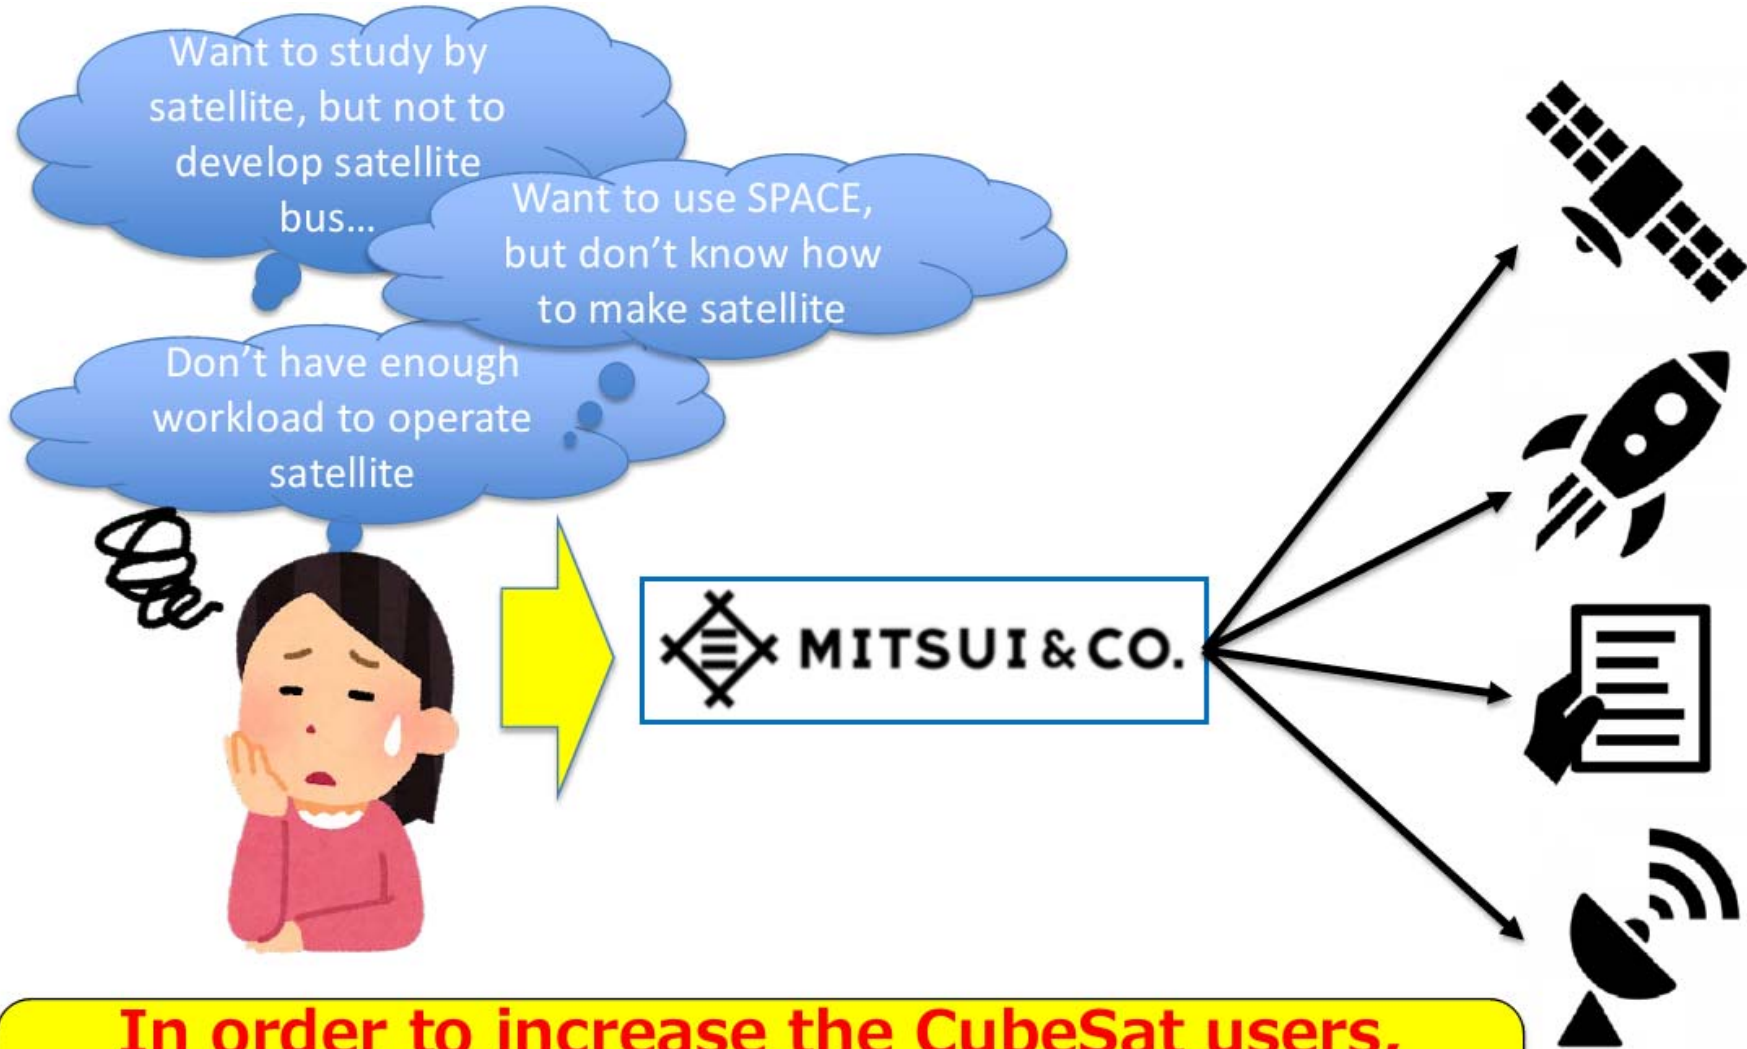 Want to study by
satellite, but not to
develop satellite
bus...
Want to use SPACE,
but don't know how
to make satellite
Don't have enough
workload to operate
satellite
MITSUI & CO.
In order to increase the CubeSat users,